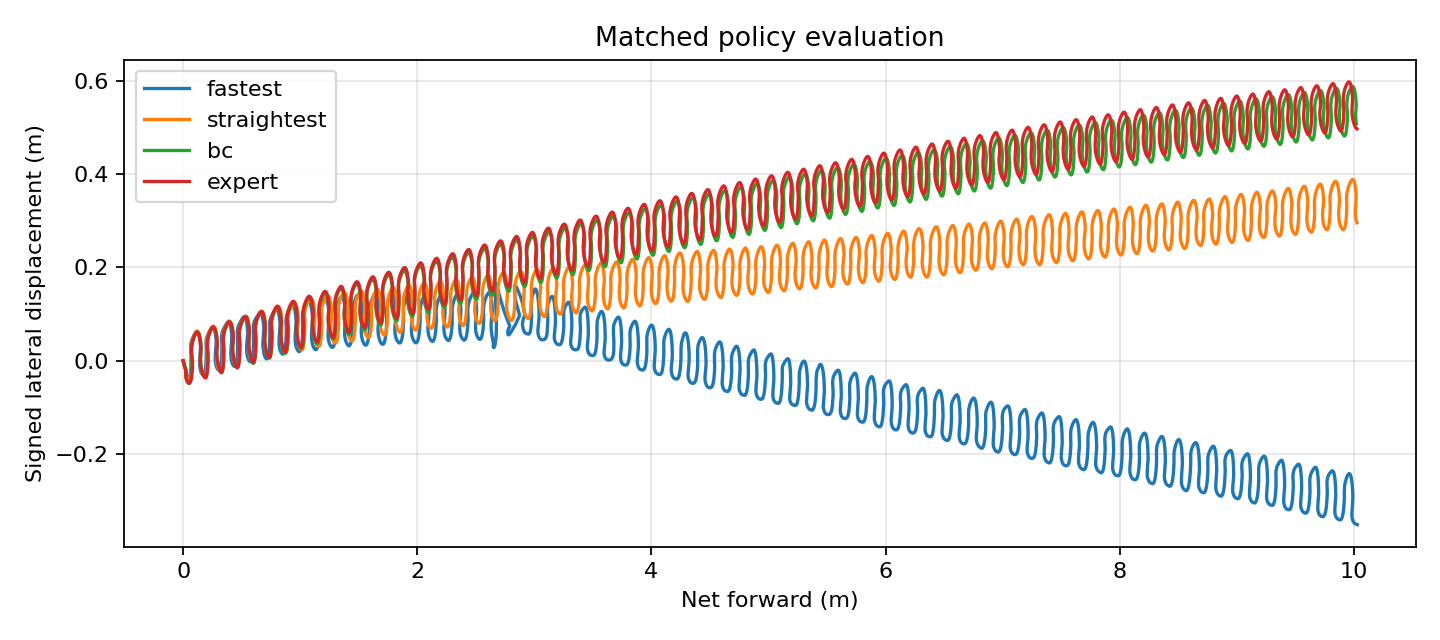 Matched policy evaluation
fastest
straightest
bc
expert
0.6
0.4
0.2
0.0
−0.2
Signed lateral displacement (m)
0 2 4 6 8 10
Net forward (m)